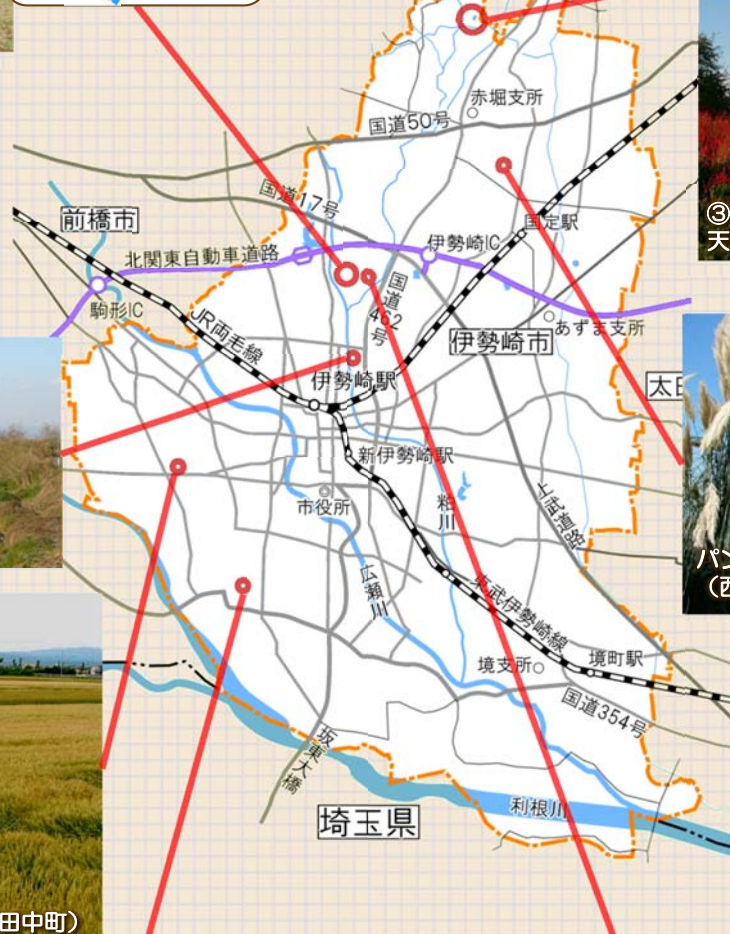 赤堀支所
国道50号
国道17号
③
天
前橋市
国定駅
北関東自動車道路
伊勢崎IC
駒形IC
国道462号
あずま支所
JR両毛線
伊勢崎市
伊勢崎駅
太
新伊勢崎駅
市役所
粕川
上武道路
パン
（西
広瀬川
東武伊勢崎線
境支所
境町駅
国道354号
坂東大橋
利根川
埼玉県
田中町）